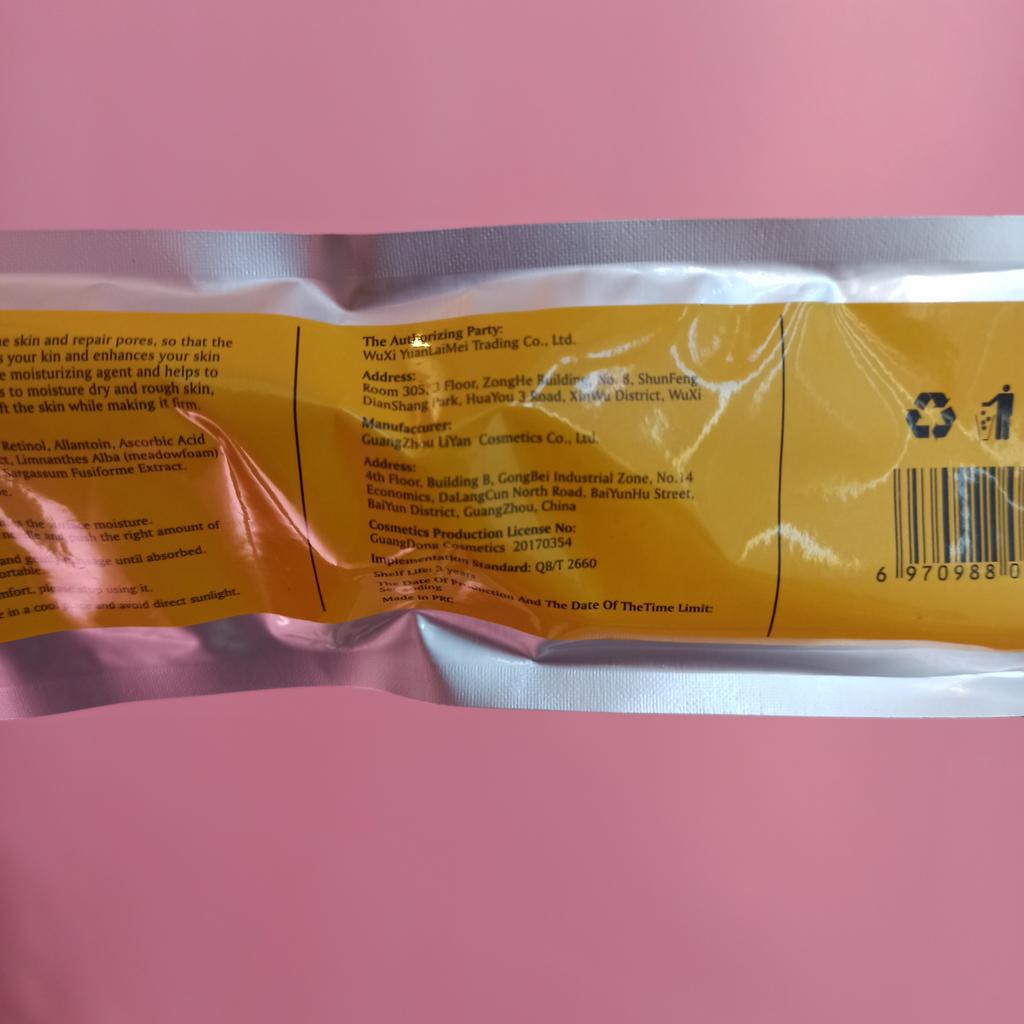 e skin and repair pores, so that the
s your kin and enhances your skin
e moisturizing agent and helps to
s to moisture dry and rough skin,
ft the skin while making it firm.
Retinol, Allantoin, Ascorbic Acid
ct, Limnanthes Alba (meadowfoam)
Sargassum Fusiforme Extract.
the surface moisture.
push the right amount of
and until absorbed.
mfort, please stop using it.
e in a cool and avoid direct sunlight.
The Authorizing Party:
WuXi YuanLaiMei Trading Co., Ltd.
Address:
Room 305, 3 Floor, ZongHe Building, No. 8, ShunFeng
DianShang Park, HuaYou 3 Road, XinWu District, WuXi
Manufacturer:
GuangZhou LiYan Cosmetics Co., Ltd.
Address:
4th Floor, Building B, GongBei Industrial Zone, No.14
Economics, DaLangCun North Road, BaiYunHu Street,
BaiYun District, GuangZhou, China
Cosmetics Production License No:
GuangDong Cosmetics 20170354
Implementation Standard: QB/T 2660
Shelf Life: 3 years
The Date Of Production And The Date Of TheTime Limit:
See ending
Made in PRC
6 970988 0